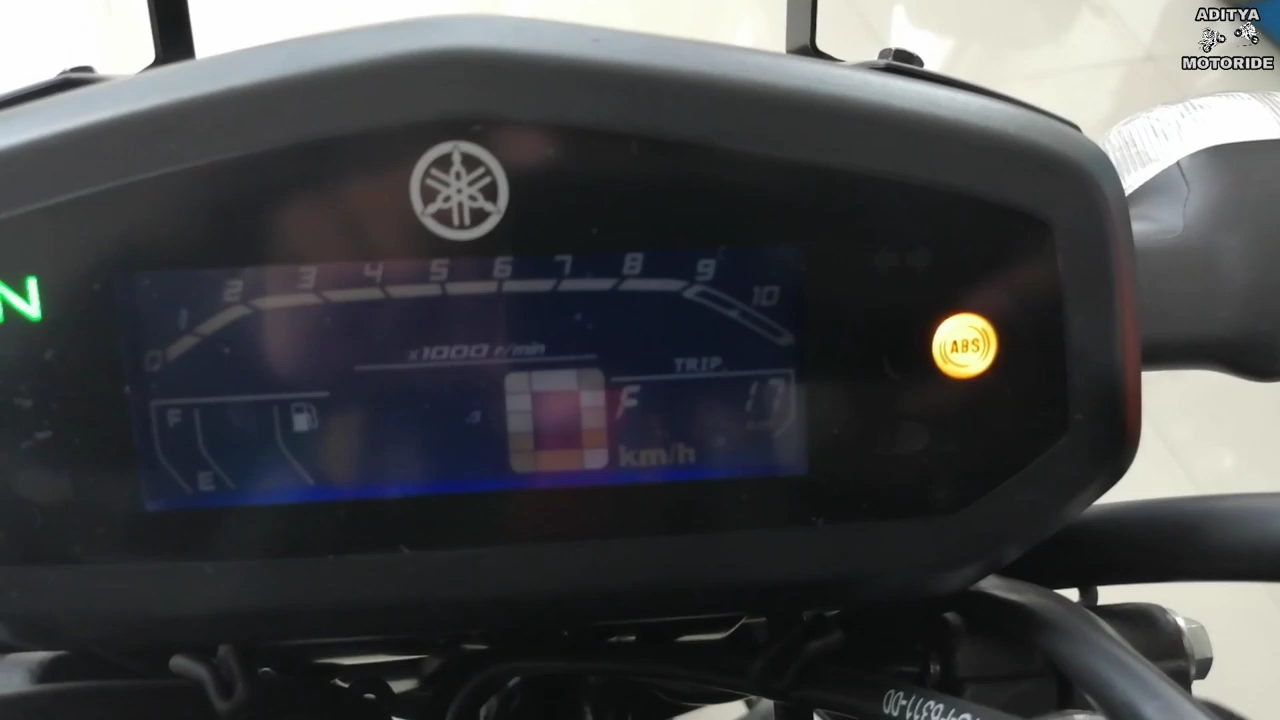 ADITYA
MOTORIDE
N
0 1 2 3 4 5 6 7 8 9 10
x1000 r/min
TRIP
F
F
E
km/h
ABS